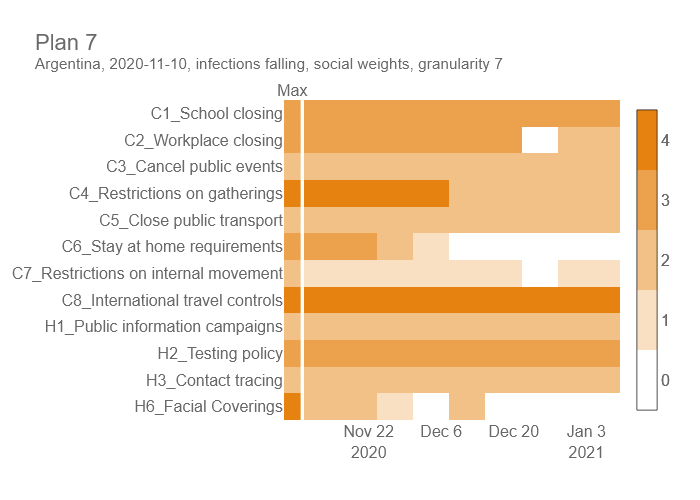 Plan 7
Argentina, 2020-11-10, infections falling, social weights, granularity 7
Max
C1_School closing
C2_Workplace closing
C3_Cancel public events
C4_Restrictions on gatherings
C5_Close public transport
C6_Stay at home requirements
C7_Restrictions on internal movement
C8_International travel controls
H1_Public information campaigns
H2_Testing policy
H3_Contact tracing
H6_Facial Coverings
4
3
2
1
0
Nov 22 Dec 6 Dec 20 Jan 3
2020 2021